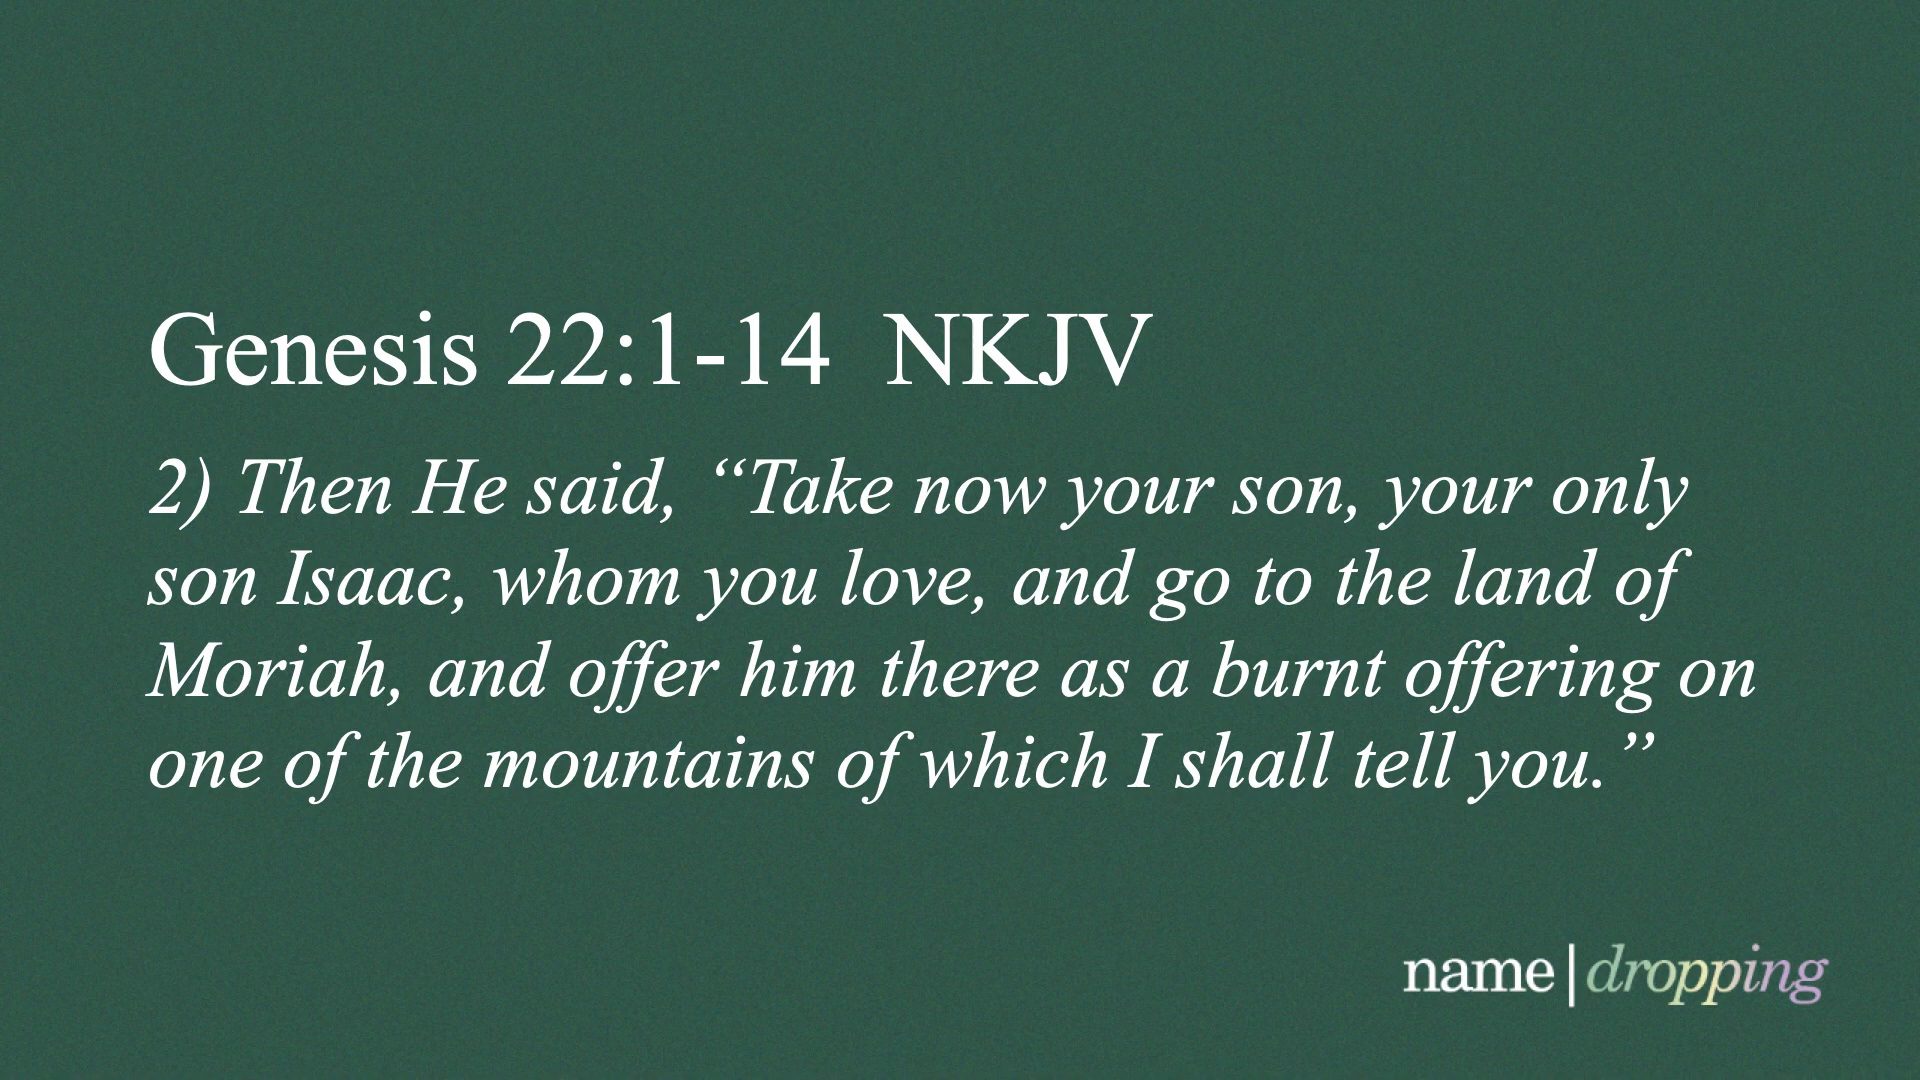 Genesis 22:1-14  NKJV
2) Then He said, “Take now your son, your only
son Isaac, whom you love, and go to the land of
Moriah, and offer him there as a burnt offering on
one of the mountains of which I shall tell you.”
name|dropping